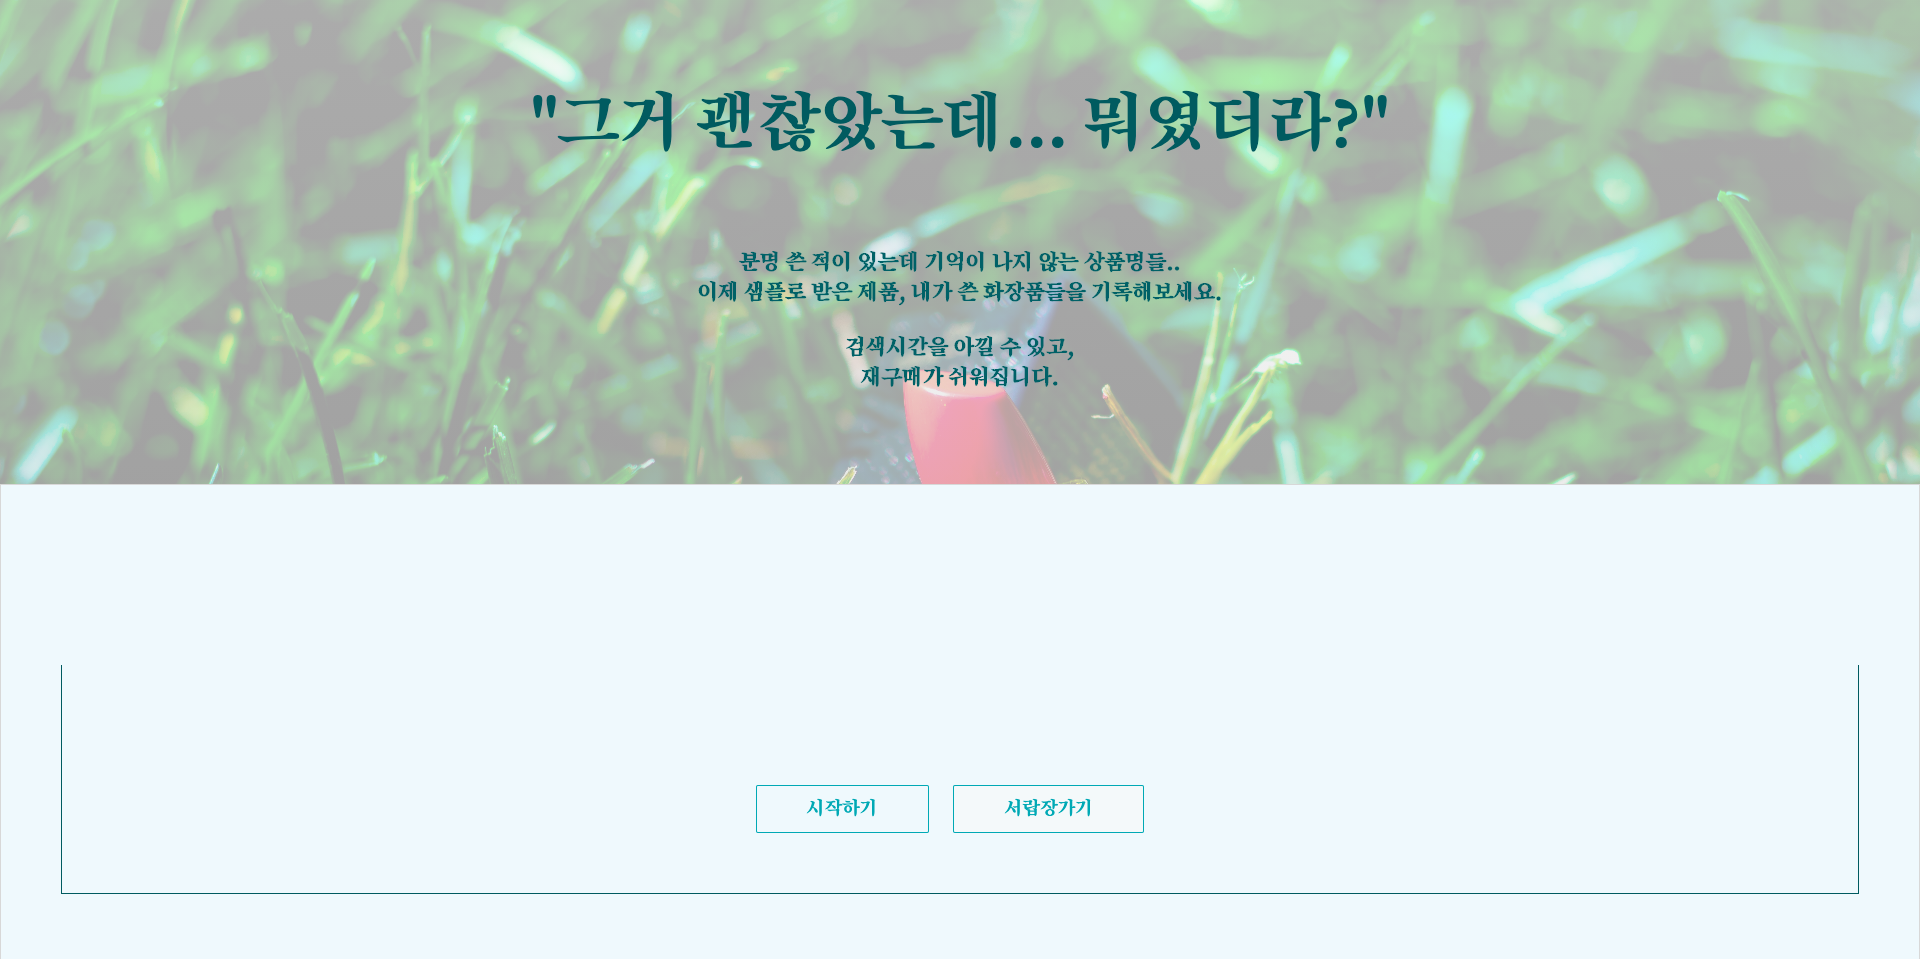 "그거 괜찮았는데... 뭐였더라?"
분명 쓴 적이 있는데 기억이 나지 않는 상품명들..
이제 샘플로 받은 제품, 내가 쓴 화장품들을 기록해보세요.
검색시간을 아낄 수 있고,
재구매가 쉬워집니다.
시작하기
서랍장가기